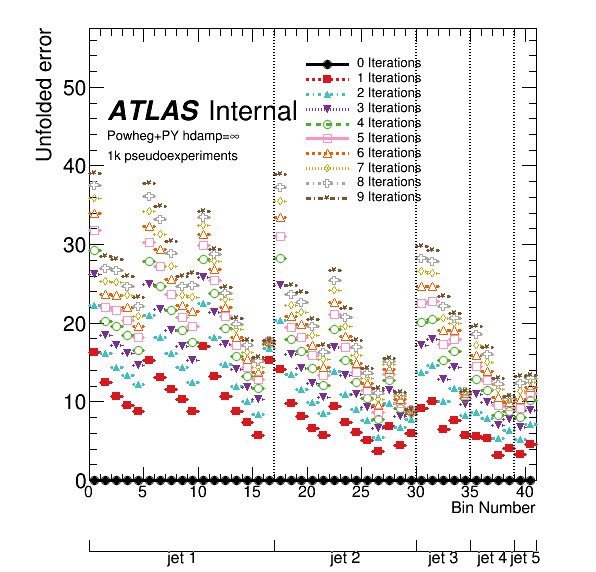 Unfolded error
50
40
30
20
10
0
ATLAS Internal
Powheg+PY hdamp=∞
1k pseudoexperiments
0 Iterations
1 Iterations
2 Iterations
3 Iterations
4 Iterations
5 Iterations
6 Iterations
7 Iterations
8 Iterations
9 Iterations
0 5 10 15 20 25 30 35 40
Bin Number
jet 1 jet 2 jet 3 jet 4 jet 5